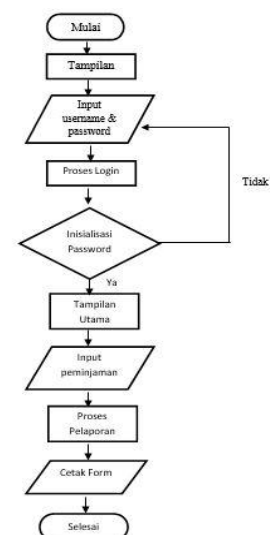 Mulai
Tampilan
Input
username &
password
Proses Login
Tidak
Inisialisasi
Password
Ya
Tampilan
Utama
Input
peminjaman
Proses
Pelaporan
Cetak Form
Selesai